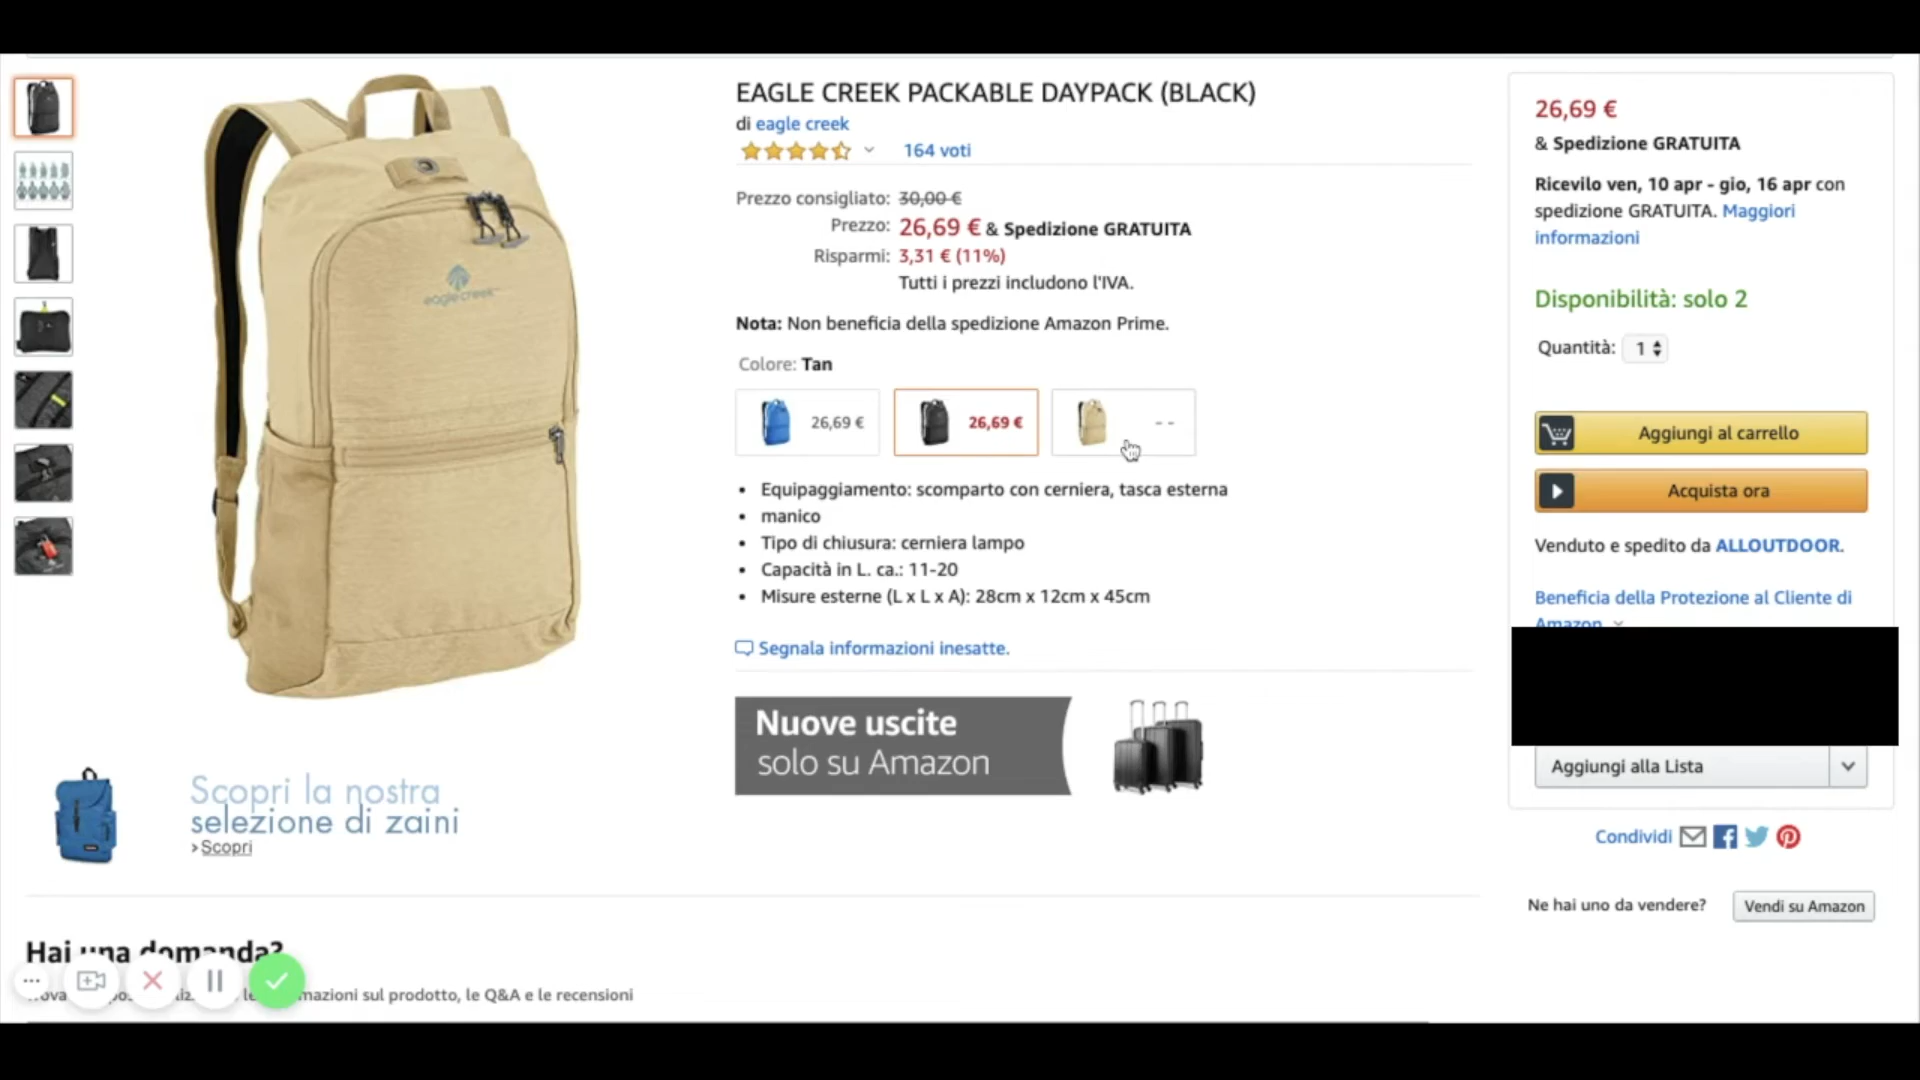 eagle creek
EAGLE CREEK PACKABLE DAYPACK (BLACK)
di eagle creek
164 voti
Prezzo consigliato: 30,00 €
Prezzo: 26,69 € & Spedizione GRATUITA
Risparmi: 3,31 € (11%)
Tutti i prezzi includono l'IVA.
Nota: Non beneficia della spedizione Amazon Prime.
Colore: Tan
26,69 €
26,69 €
- -
• Equipaggiamento: scomparto con cerniera, tasca esterna
• manico
• Tipo di chiusura: cerniera lampo
• Capacità in L. ca.: 11-20
• Misure esterne (L x L x A): 28cm x 12cm x 45cm
Segnala informazioni inesatte.
Nuove uscite
solo su Amazon
Scopri la nostra
selezione di zaini
› Scopri
26,69 €
& Spedizione GRATUITA
Ricevilo ven, 10 apr - gio, 16 apr con
spedizione GRATUITA. Maggiori
informazioni
Disponibilità: solo 2
Quantità: 1
Aggiungi al carrello
Acquista ora
Venduto e spedito da ALLOUTDOOR.
Beneficia della Protezione al Cliente di
Amazon
Aggiungi alla Lista
Condividi
Ne hai uno da vendere?
Vendi su Amazon
Hai una domanda?
mazioni sul prodotto, le Q&A e le recensioni